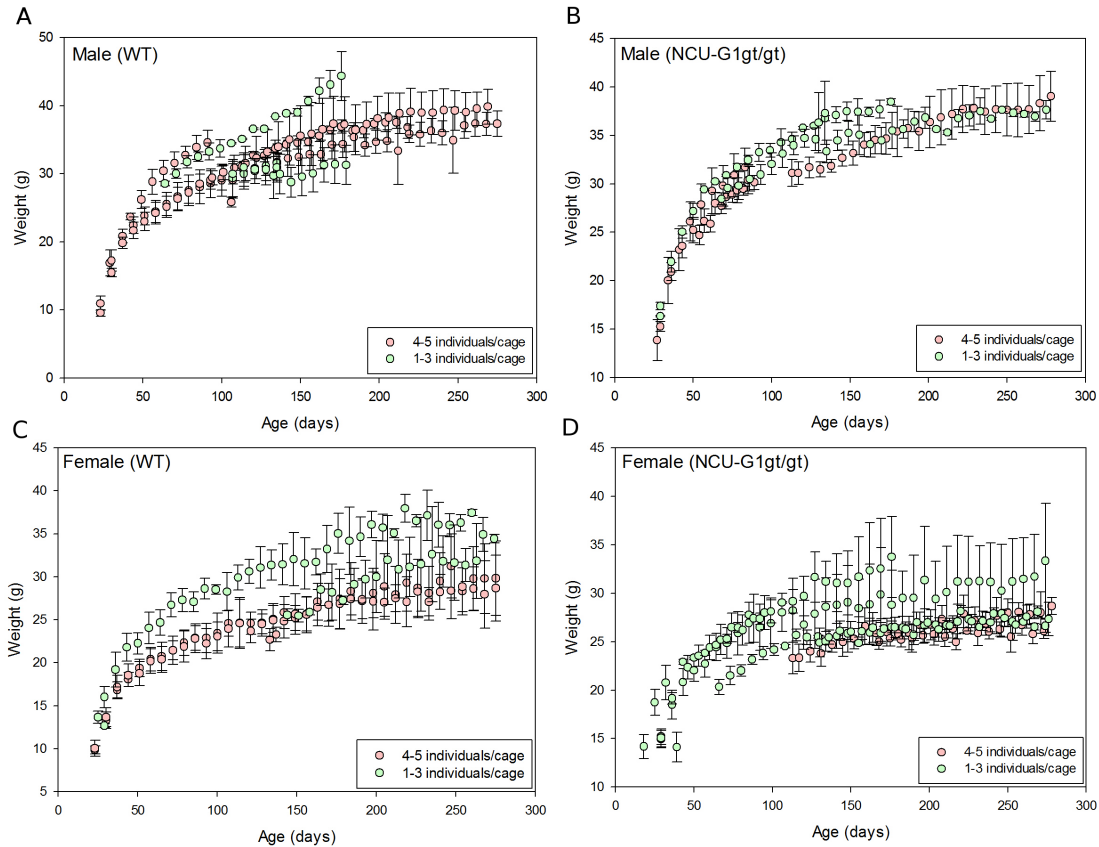 A
Male (WT)
50
40
30
20
10
0
Weight (g)
0 50 100 150 200 250 300
Age (days)
4-5 individuals/cage
1-3 individuals/cage
B
Male (NCU-G1gt/gt)
45
40
35
30
25
20
15
10
Weight (g)
0 50 100 150 200 250 300
Age (days)
4-5 individuals/cage
1-3 individuals/cage
C
Female (WT)
45
40
35
30
25
20
15
10
5
Weight (g)
0 50 100 150 200 250 300
Age (days)
4-5 individuals/cage
1-3 individuals/cage
D
Female (NCU-G1gt/gt)
45
40
35
30
25
20
15
10
Weight (g)
0 50 100 150 200 250 300
Age (days)
4-5 individuals/cage
1-3 individuals/cage